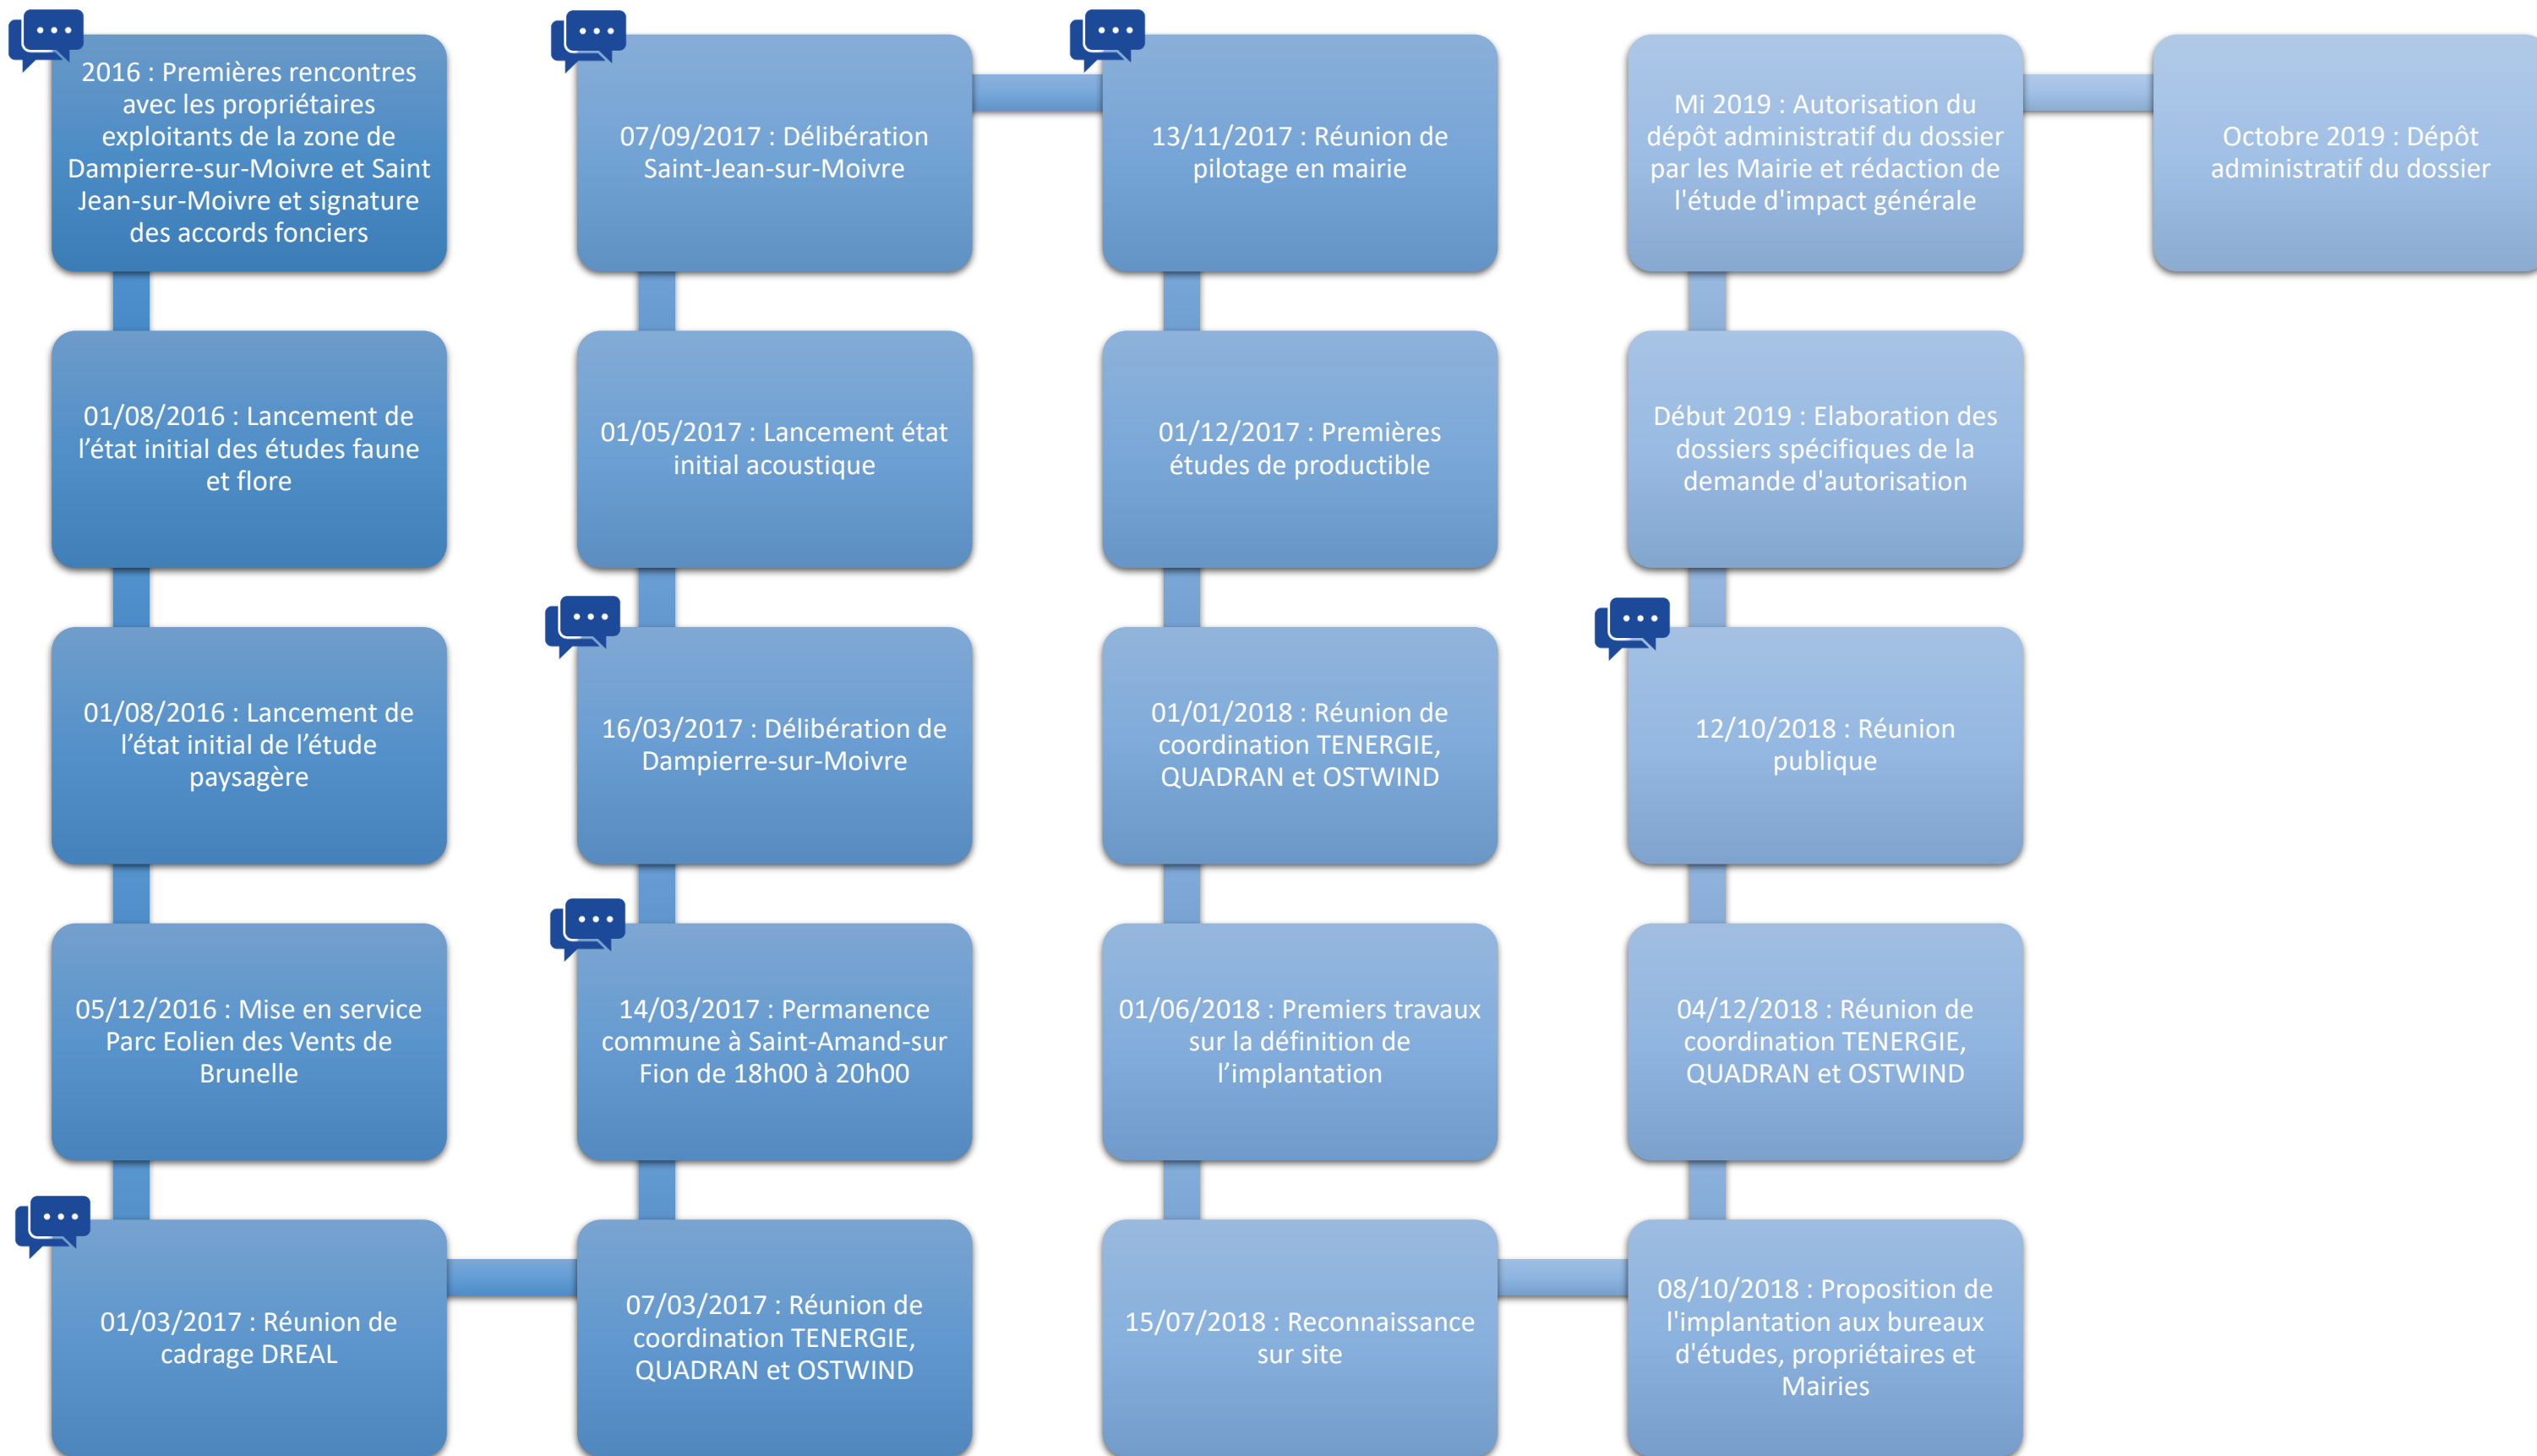 2016 : Premières rencontres
avec les propriétaires
exploitants de la zone de
Dampierre-sur-Moivre et Saint
Jean-sur-Moivre et signature
des accords fonciers
01/08/2016 : Lancement de
l’état initial des études faune
et flore
01/08/2016 : Lancement de
l’état initial de l’étude
paysagère
05/12/2016 : Mise en service
Parc Eolien des Vents de
Brunelle
01/03/2017 : Réunion de
cadrage DREAL
07/03/2017 : Réunion de
coordination TENERGIE,
QUADRAN et OSTWIND
14/03/2017 : Permanence
commune à Saint-Amand-sur
Fion de 18h00 à 20h00
16/03/2017 : Délibération de
Dampierre-sur-Moivre
01/05/2017 : Lancement état
initial acoustique
07/09/2017 : Délibération
Saint-Jean-sur-Moivre
13/11/2017 : Réunion de
pilotage en mairie
01/12/2017 : Premières
études de productible
01/01/2018 : Réunion de
coordination TENERGIE,
QUADRAN et OSTWIND
01/06/2018 : Premiers travaux
sur la définition de
l’implantation
15/07/2018 : Reconnaissance
sur site
08/10/2018 : Proposition de
l'implantation aux bureaux
d'études, propriétaires et
Mairies
04/12/2018 : Réunion de
coordination TENERGIE,
QUADRAN et OSTWIND
12/10/2018 : Réunion
publique
Début 2019 : Elaboration des
dossiers spécifiques de la
demande d'autorisation
Mi 2019 : Autorisation du
dépôt administratif du dossier
par les Mairie et rédaction de
l'étude d'impact générale
Octobre 2019 : Dépôt
administratif du dossier